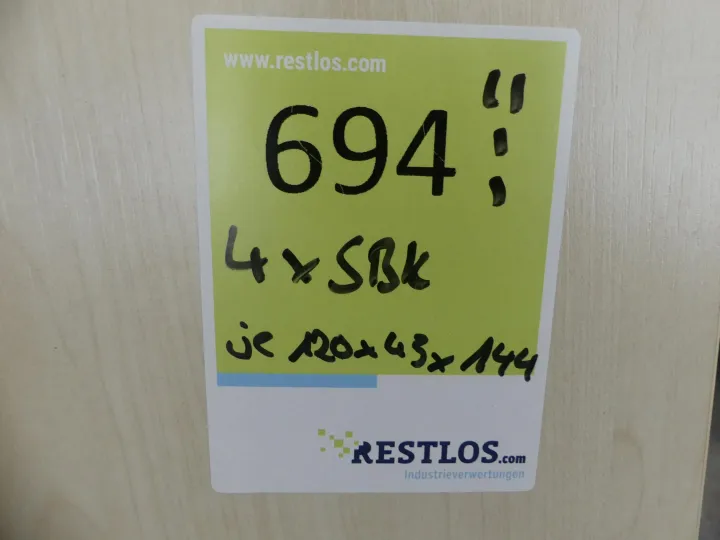 www.restlos.com
694
4 x SBK
je 120 x 43 x 144
RESTLOS.com
Industrieverwertungen